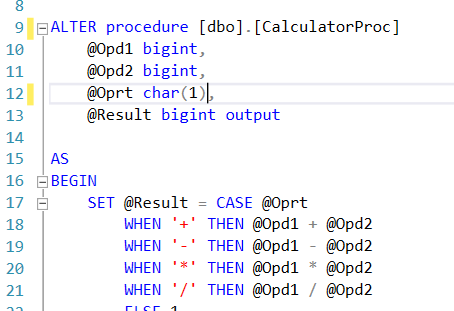 8
9 ALTER procedure [dbo].[CalculatorProc]
10 @Opd1 bigint,
11 @Opd2 bigint,
12 @Oprt char(1),
13 @Result bigint output
14
15 AS
16 BEGIN
17 SET @Result = CASE @Oprt
18 WHEN '+' THEN @Opd1 + @Opd2
19 WHEN '-' THEN @Opd1 - @Opd2
20 WHEN '*' THEN @Opd1 * @Opd2
21 WHEN '/' THEN @Opd1 / @Opd2
22 ELSE 1